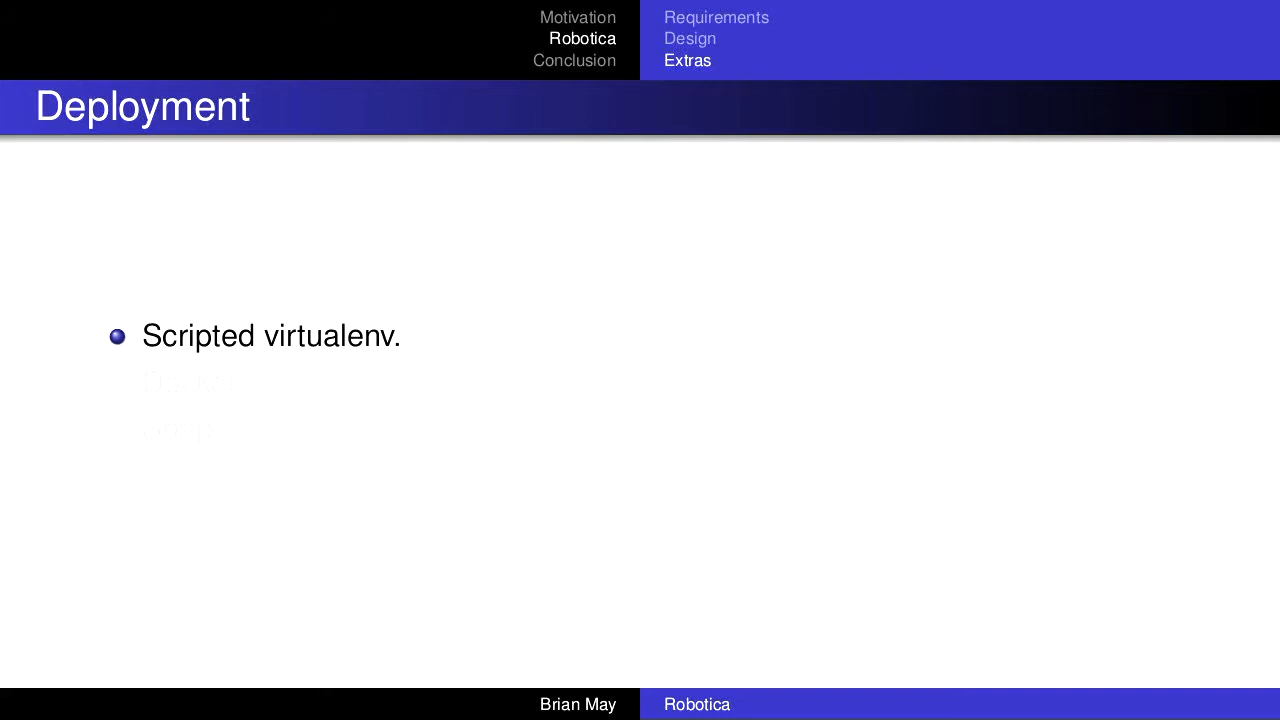 Motivation
Robotica
Conclusion
Requirements
Design
Extras
Deployment
Scripted virtualenv.
Brian May
Robotica